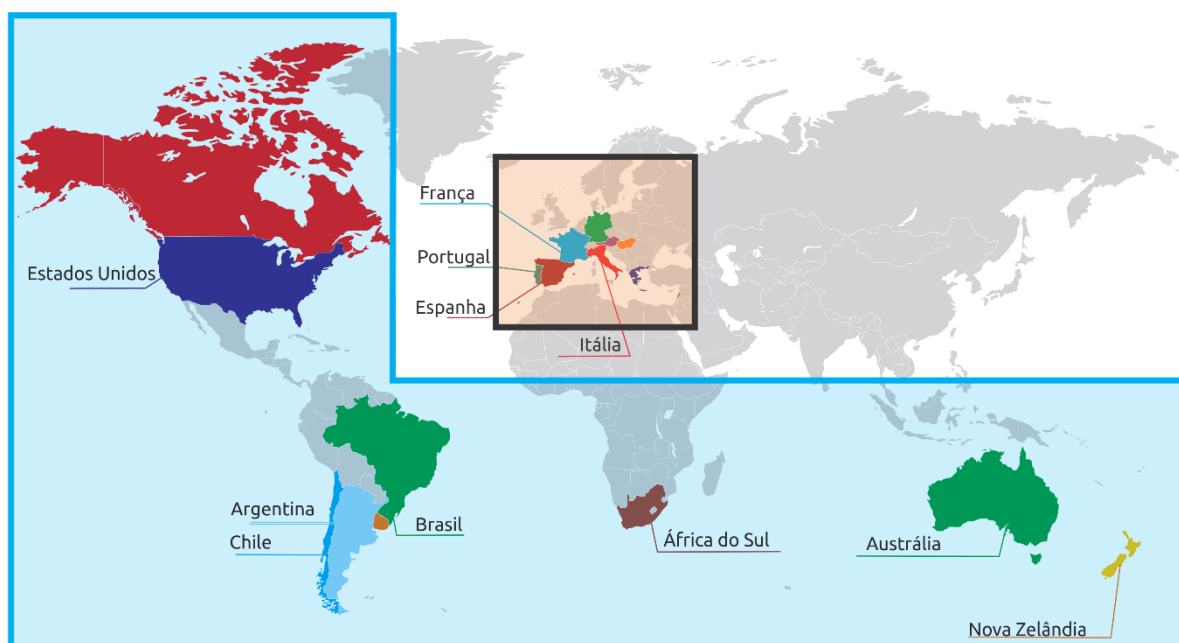 França
Portugal
Estados Unidos
Espanha
Itália
Argentina
Brasil
Chile
África do Sul
Austrália
Nova Zelândia